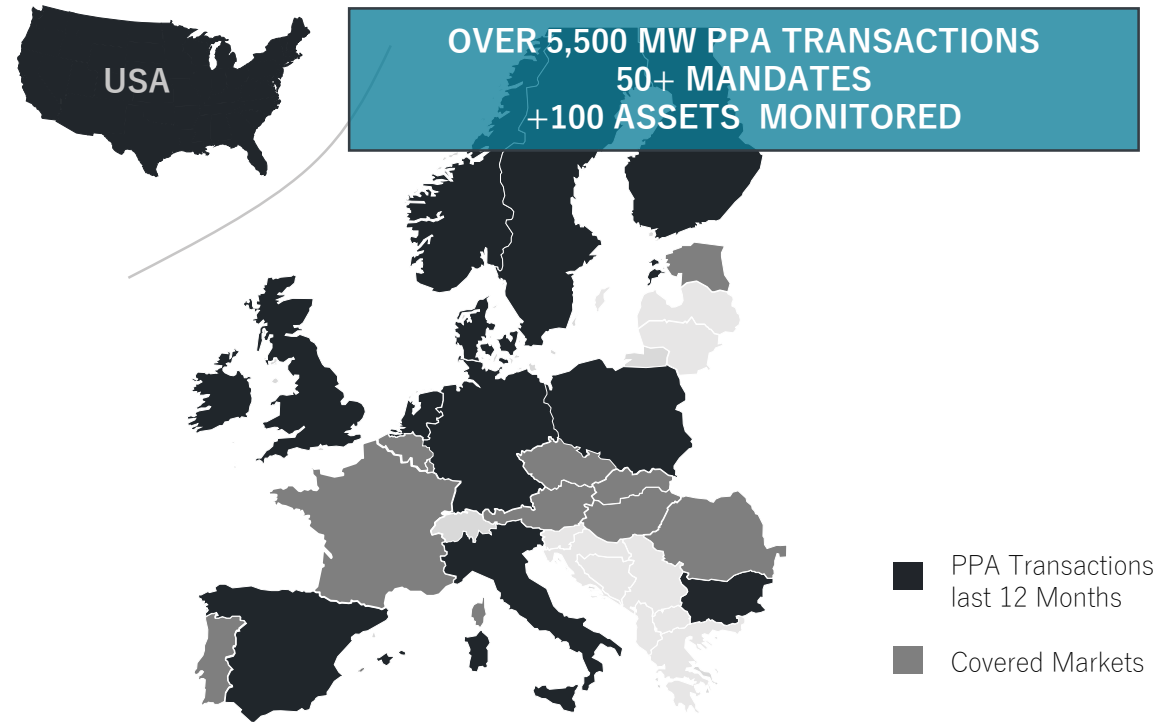 USA
OVER 5,500 MW PPA TRANSACTIONS
50+ MANDATES
+100 ASSETS  MONITORED
PPA Transactions
last 12 Months
Covered Markets